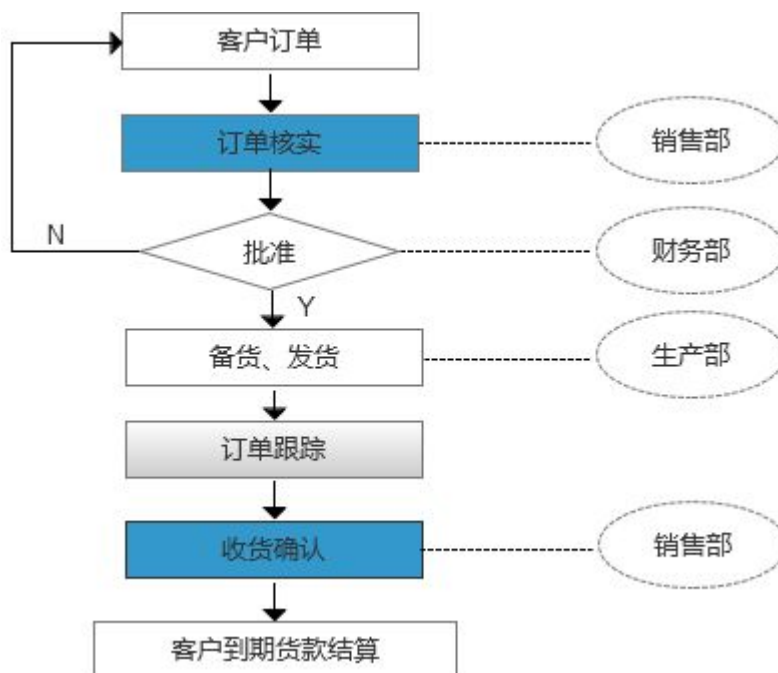 客户订单
订单核实
销售部
批准
N
财务部
Y
备货、发货
生产部
订单跟踪
收货确认
销售部
客户到期货款结算